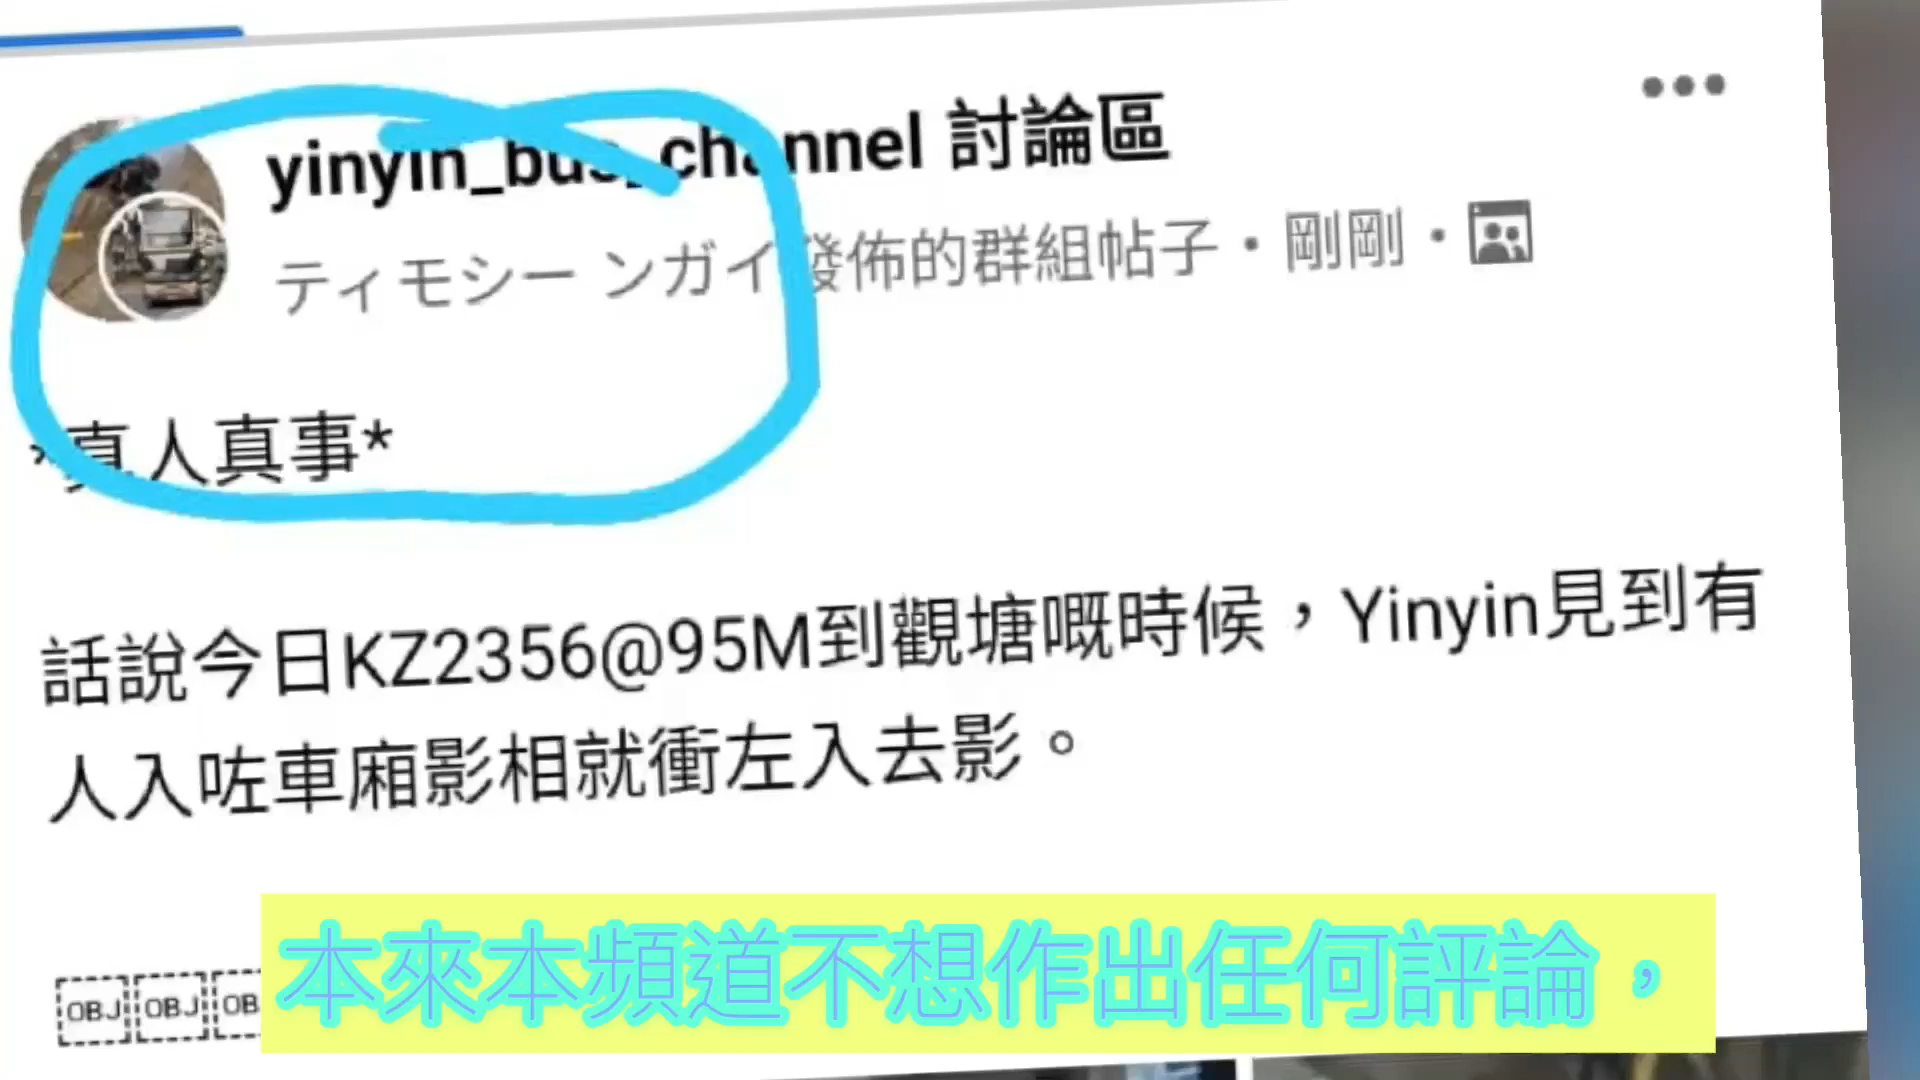 yinyin_bus_channel 討論區
ティモシー ンガイ發佈的群組帖子・剛剛・
*真人真事*
話說今日KZ2356@95M到觀塘嘅時候，Yinyin見到有
人入咗車廂影相就衝左入去影。
OBJ OBJ OB
本來本頻道不想作出任何評論，